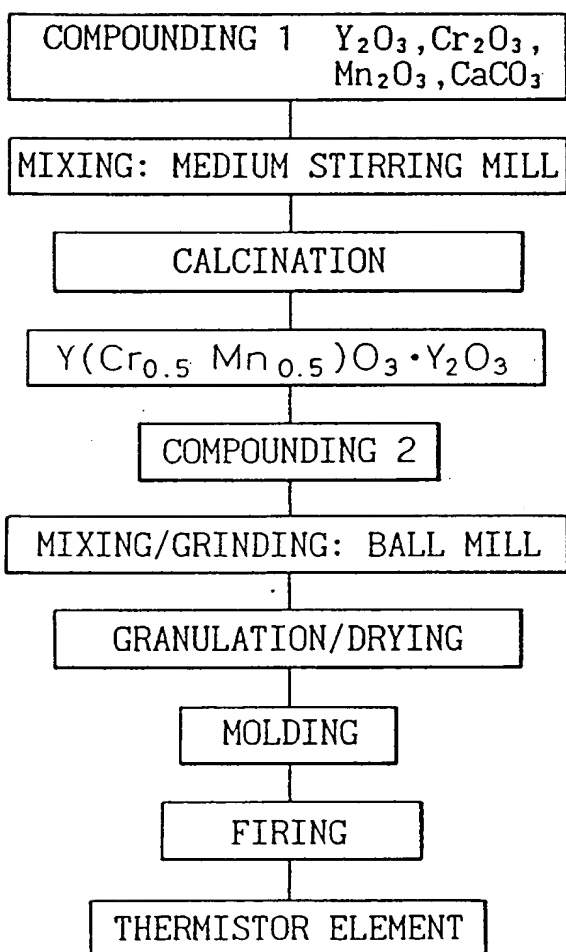 COMPOUNDING 1 Y₂O₃,Cr₂O₃,
Mn₂O₃,CaCO₃
MIXING: MEDIUM STIRRING MILL
CALCINATION
Y(Cr₀.₅ Mn₀.₅)O₃·Y₂O₃
COMPOUNDING 2
MIXING/GRINDING: BALL MILL
GRANULATION/DRYING
MOLDING
FIRING
THERMISTOR ELEMENT